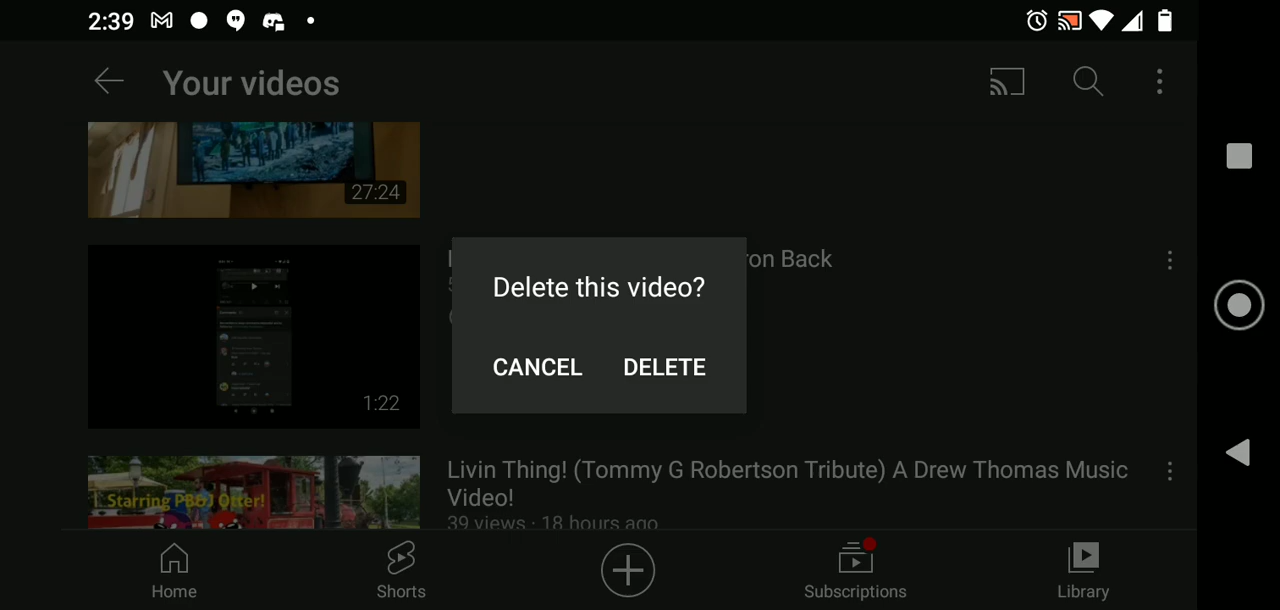 2:39
Your videos
27:24
ron Back
Delete this video?
CANCEL DELETE
1:22
Starring PB&J Otter!
Livin Thing! (Tommy G Robertson Tribute) A Drew Thomas Music
Video!
39 views · 18 hours ago
Home
Shorts
Subscriptions
Library